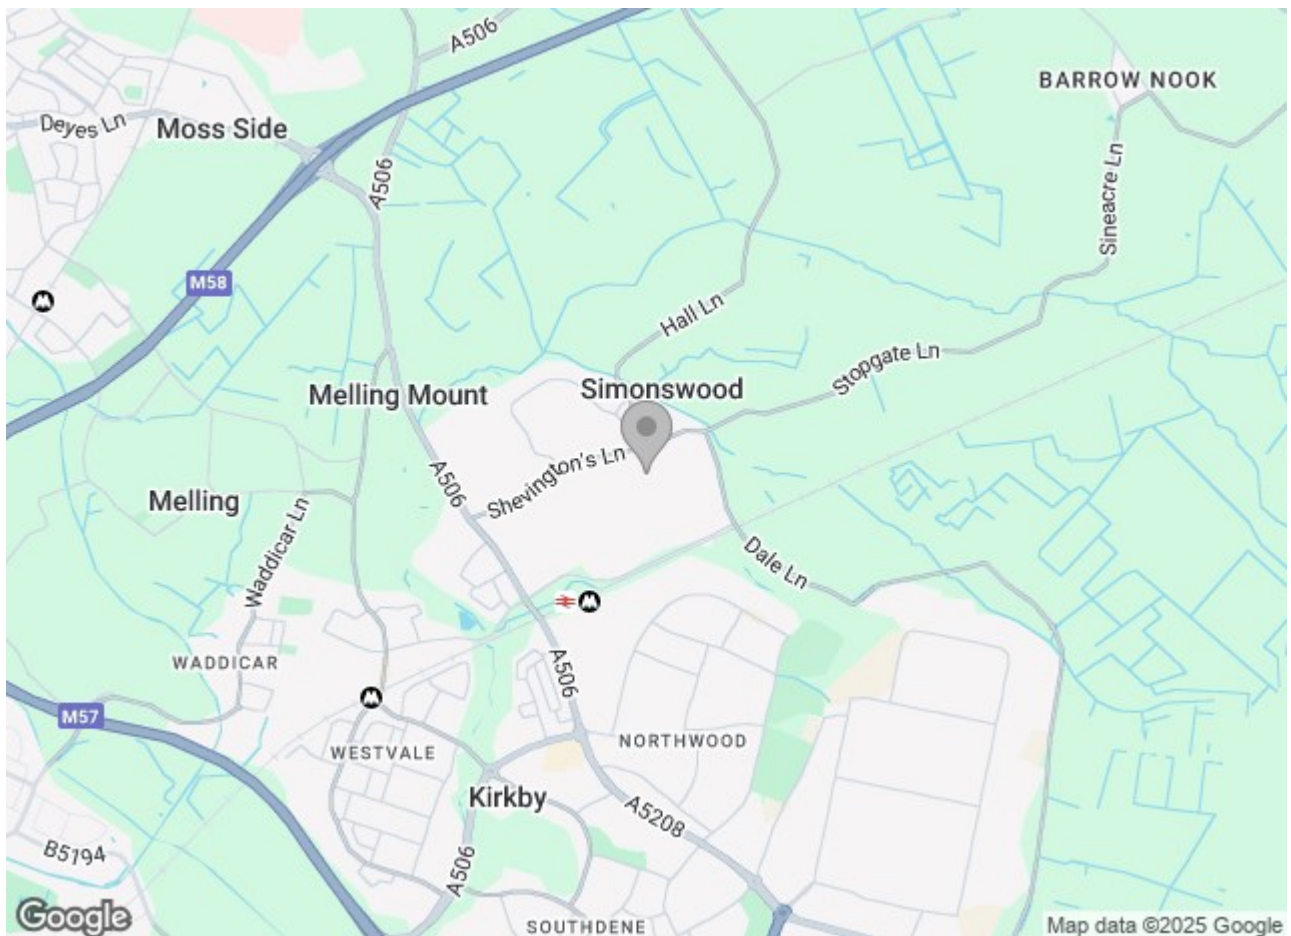 A506
BARROW NOOK
Deyes Ln
Moss Side
A506
Sineacre Ln
M58
Hall Ln
Stopgate Ln
Simonswood
Melling Mount
Shevington's Ln
A506
Melling
Waddicar Ln
Dale Ln
WADDICAR
A506
M57
NORTHWOOD
WESTVALE
Kirkby
A5208
B5194
A506
Google
SOUTHDENE
Map data ©2025 Google